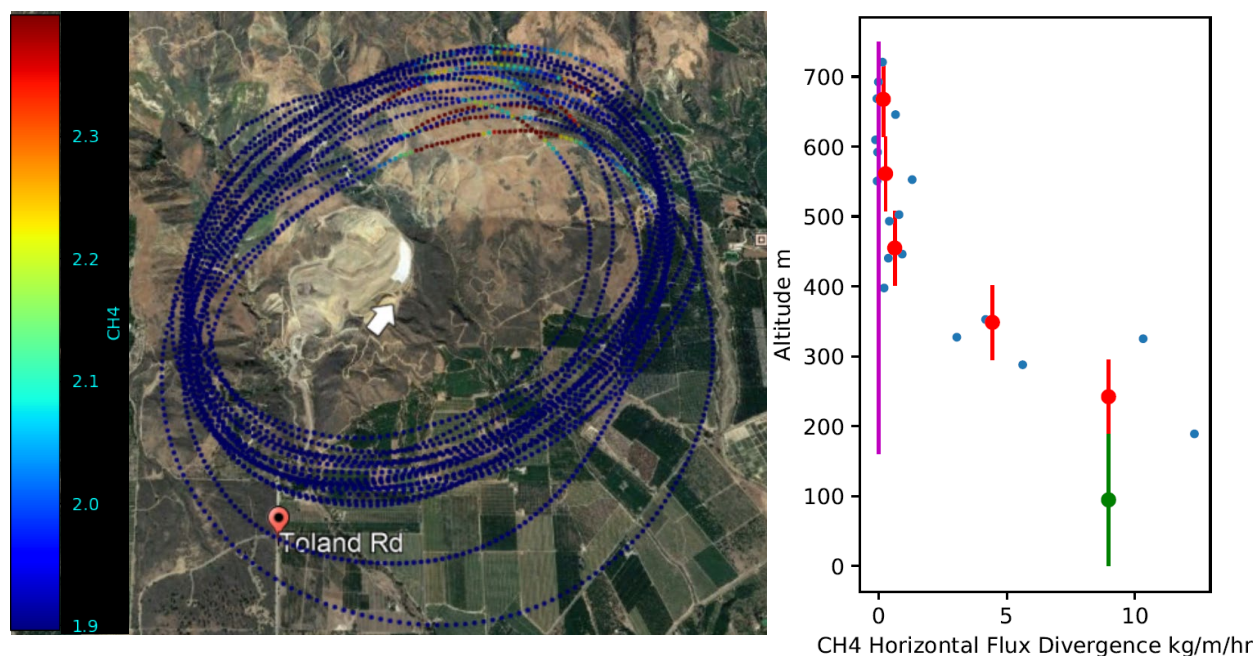 2.3
2.2
CH4
2.1
2.0
1.9
Toland Rd
Altitude m
700
600
500
400
300
200
100
0
0 5 10
CH4 Horizontal Flux Divergence kg/m/hr